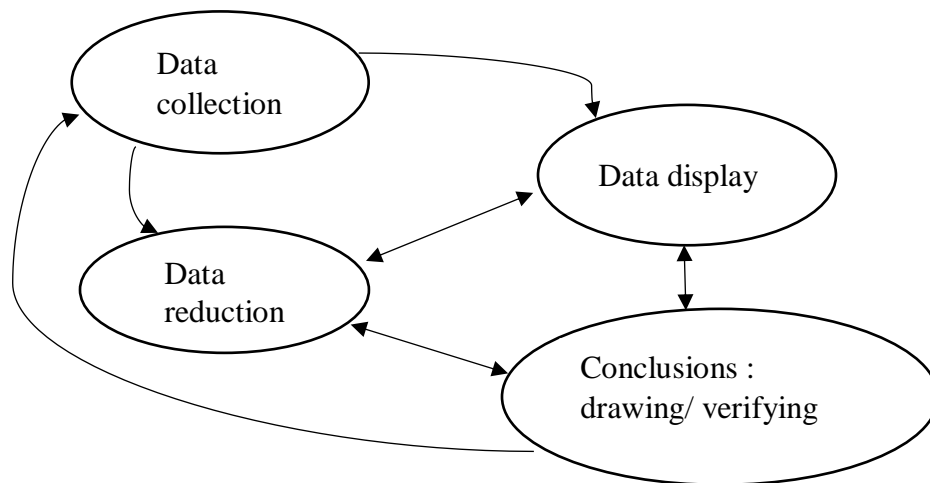 Data
collection
Data display
Data
reduction
Conclusions :
drawing/ verifying